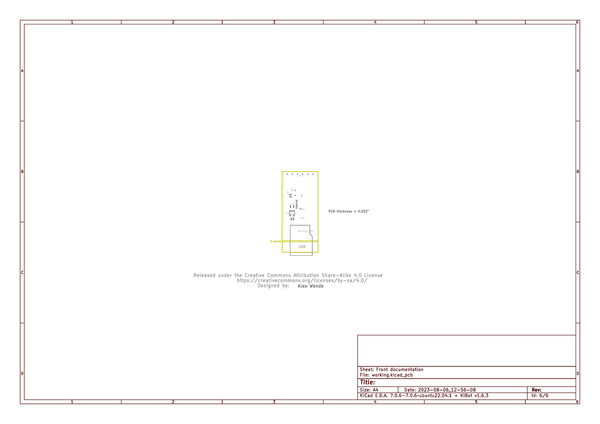 1 2 3 4 5 6
A A
B B
PCB thickness = 0.032"
C C
Released under the Creative Commons Attribution Share-Alike 4.0 License
https://creativecommons.org/licenses/by-sa/4.0/
Designed by: Alex Wende
Sheet: Front documentation
File: working.kicad_pcb
D D
Title:
Size: A4 Date: 2023-08-06_12-56-08 Rev:
KiCad E.D.A. 7.0.6-7.0.6~ubuntu22.04.1 + KiBot v1.6.3 Id: 6/6
1 2 3 4 5 6